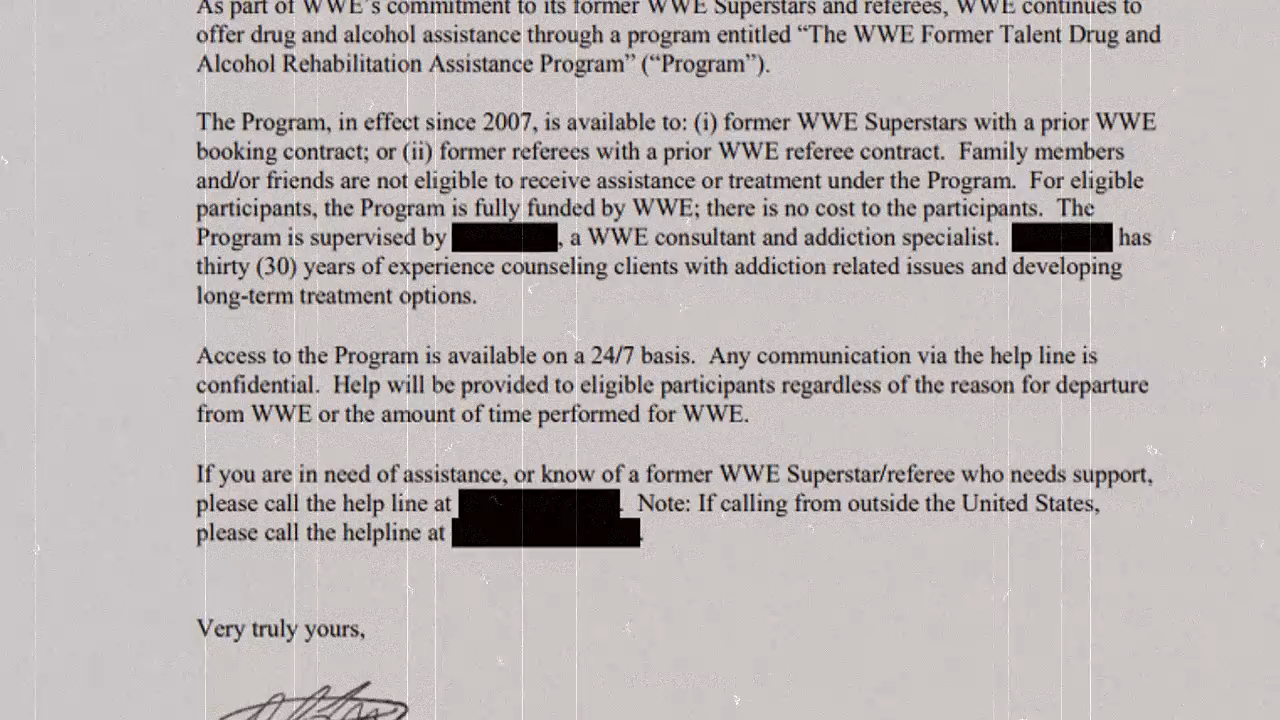 As part of WWE's commitment to its former WWE Superstars and referees, WWE continues to
offer drug and alcohol assistance through a program entitled “The WWE Former Talent Drug and
Alcohol Rehabilitation Assistance Program” (“Program”).
The Program, in effect since 2007, is available to: (i) former WWE Superstars with a prior WWE
booking contract; or (ii) former referees with a prior WWE referee contract. Family members
and/or friends are not eligible to receive assistance or treatment under the Program. For eligible
participants, the Program is fully funded by WWE; there is no cost to the participants. The
Program is supervised by , a WWE consultant and addiction specialist. has
thirty (30) years of experience counseling clients with addiction related issues and developing
long-term treatment options.
Access to the Program is available on a 24/7 basis. Any communication via the help line is
confidential. Help will be provided to eligible participants regardless of the reason for departure
from WWE or the amount of time performed for WWE.
If you are in need of assistance, or know of a former WWE Superstar/referee who needs support,
please call the help line at . Note: If calling from outside the United States,
please call the helpline at .
Very truly yours,